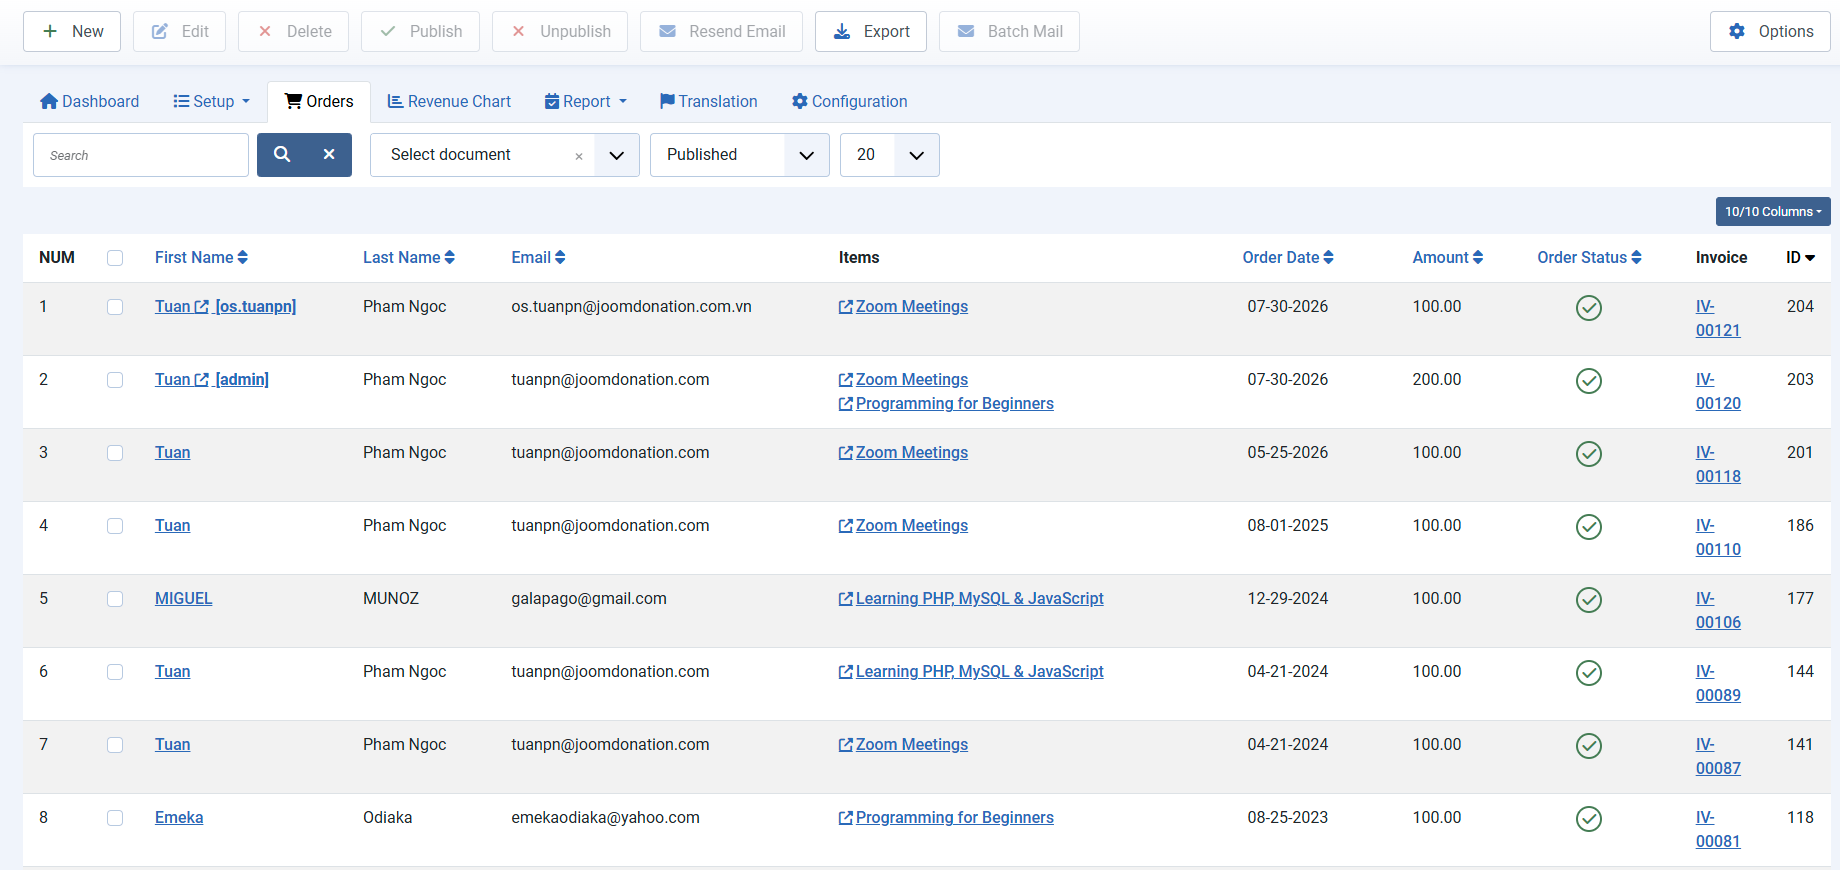 New Edit Delete Publish Unpublish Resend Email Export Batch Mail Options
Dashboard Setup Orders Revenue Chart Report Translation Configuration
Search Select document × Published 20
10/10 Columns
NUM First Name Last Name Email Items Order Date Amount Order Status Invoice ID
1 Tuan [os.tuanpn] Pham Ngoc os.tuanpn@joomdonation.com.vn Zoom Meetings 07-30-2026 100.00 IV- 204
00121
2 Tuan [admin] Pham Ngoc tuanpn@joomdonation.com Zoom Meetings 07-30-2026 200.00 IV- 203
Programming for Beginners 00120
3 Tuan Pham Ngoc tuanpn@joomdonation.com Zoom Meetings 05-25-2026 100.00 IV- 201
00118
4 Tuan Pham Ngoc tuanpn@joomdonation.com Zoom Meetings 08-01-2025 100.00 IV- 186
00110
5 MIGUEL MUNOZ galapago@gmail.com Learning PHP, MySQL & JavaScript 12-29-2024 100.00 IV- 177
00106
6 Tuan Pham Ngoc tuanpn@joomdonation.com Learning PHP, MySQL & JavaScript 04-21-2024 100.00 IV- 144
00089
7 Tuan Pham Ngoc tuanpn@joomdonation.com Zoom Meetings 04-21-2024 100.00 IV- 141
00087
8 Emeka Odiaka emekaodiaka@yahoo.com Programming for Beginners 08-25-2023 100.00 IV- 118
00081